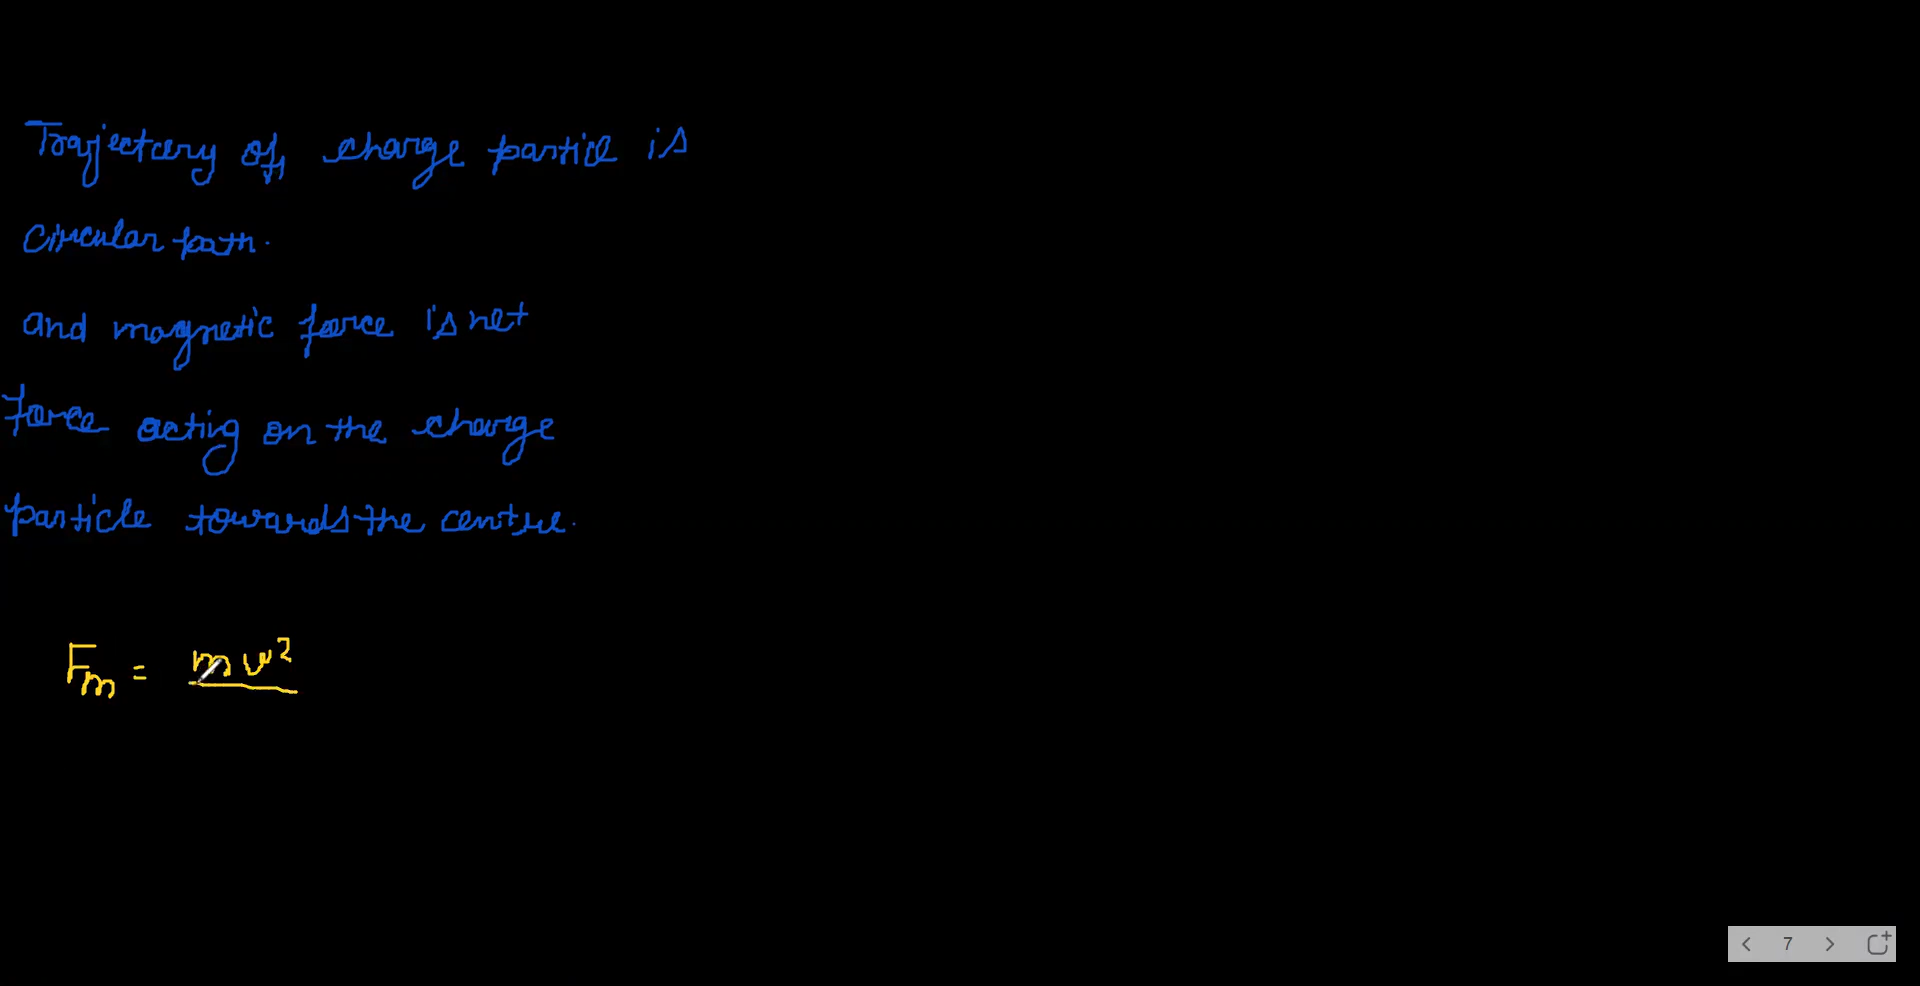 Trajectory of charge particle is
circular path.
and magnetic force is net
force acting on the charge
particle towards the centre.
Fm = mv²
7